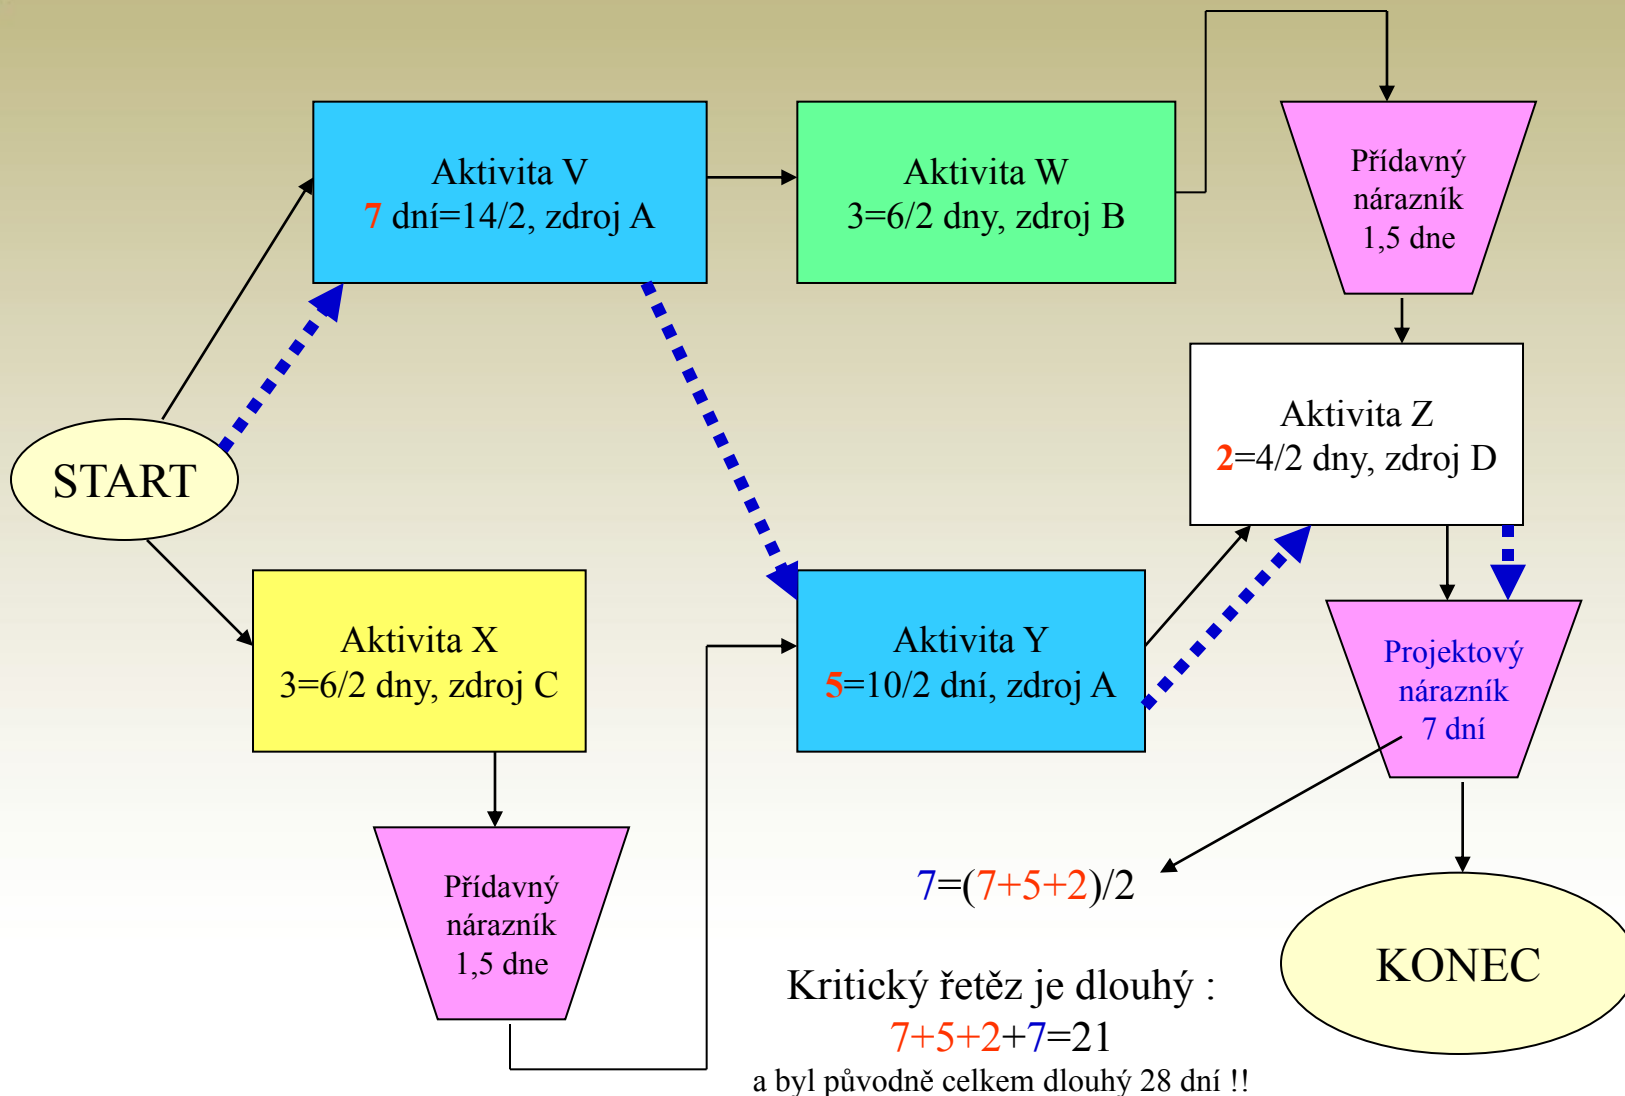 Aktivita V
7 dní=14/2, zdroj A
Aktivita W
3=6/2 dny, zdroj B
Přídavný
nárazník
1,5 dne
START
Aktivita Z
2=4/2 dny, zdroj D
Aktivita X
3=6/2 dny, zdroj C
Aktivita Y
5=10/2 dní, zdroj A
Projektový
nárazník
7 dní
Přídavný
nárazník
1,5 dne
7=(7+5+2)/2
KONEC
Kritický řetěz je dlouhý :
7+5+2+7=21
a byl původně celkem dlouhý 28 dní !!